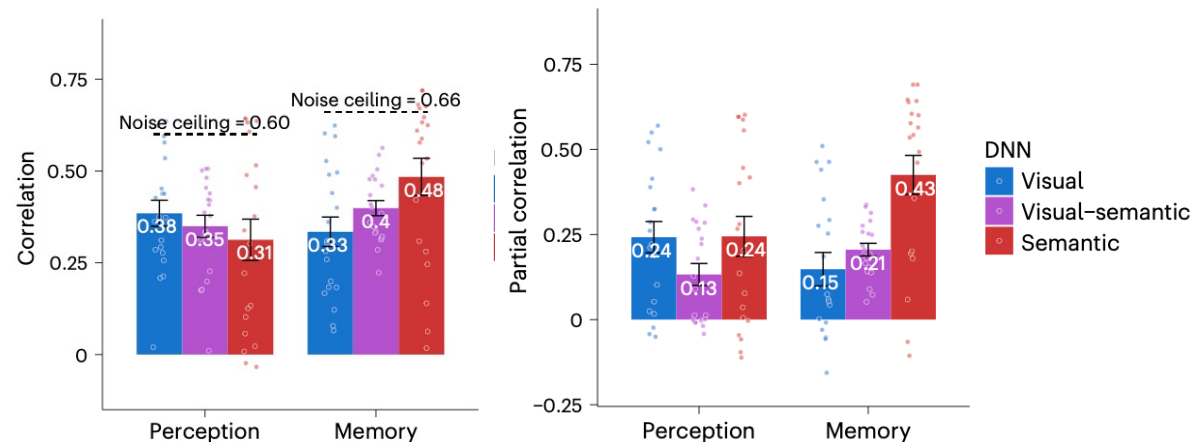 Correlation
0.75
0.50
0.25
0
Noise ceiling = 0.60
Noise ceiling = 0.66
0.38
0.35
0.31
0.33
0.4
0.48
Perception
Memory
Partial correlation
0.75
0.50
0.25
0
−0.25
0.24
0.13
0.24
0.15
0.21
0.43
Perception
Memory
DNN
Visual
Visual–semantic
Semantic